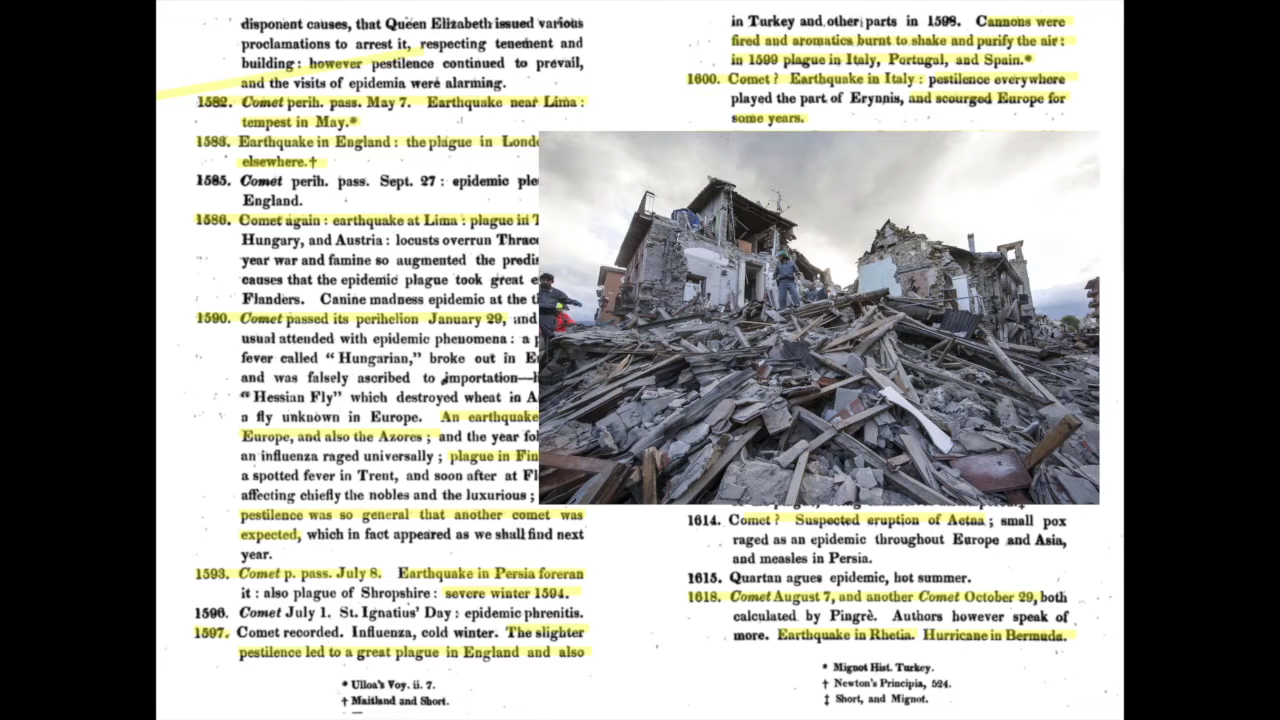 disponent causes, that Queen Elizabeth issued various
proclamations to arrest it, respecting tenement and
building: however pestilence continued to prevail,
and the visits of epidemia were alarming.
1582. Comet perih. pass. May 7. Earthquake near Lima:
tempest in May.*
1583. Earthquake in England: the plague in Lond
elsewhere.†
1585. Comet perih. pass. Sept. 27: epidemic ple
England.
1586. Comet again: earthquake at Lima: plague in T
Hungary, and Austria: locusts overrun Thrac
year war and famine so augmented the predis
causes that the epidemic plague took great e
Flanders. Canine madness epidemic at the t
1590. Comet passed its perihelion January 29, and
usual attended with epidemic phenomena: a p
fever called "Hungarian," broke out in E
and was falsely ascribed to importation—
"Hessian Fly" which destroyed wheat in A
a fly unknown in Europe. An earthquake
Europe, and also the Azores; and the year fol
an influenza raged universally; plague in Fin
a spotted fever in Trent, and soon after at Fl
affecting chiefly the nobles and the luxurious;
pestilence was so general that another comet was
expected, which in fact appeared as we shall find next
year.
1593. Comet p. pass. July 8. Earthquake in Persia foreran
it: also plague of Shropshire: severe winter 1594.
1596. Comet July 1. St. Ignatius' Day: epidemic phrenitis.
1597. Comet recorded. Influenza, cold winter. The slighter
pestilence led to a great plague in England and also
* Ulloa's Voy. ii. 7.
† Maitland and Short.
in Turkey and other parts in 1598. Cannons were
fired and aromatics burnt to shake and purify the air:
in 1599 plague in Italy, Portugal, and Spain.*
1600. Comet? Earthquake in Italy: pestilence everywhere
played the part of Erynnis, and scourged Europe for
some years.
1614. Comet? Suspected eruption of Aetna; small pox
raged as an epidemic throughout Europe and Asia,
and measles in Persia.
1615. Quartan agues epidemic, hot summer.
1618. Comet August 7, and another Comet October 29, both
calculated by Pingrè. Authors however speak of
more. Earthquake in Rhetia. Hurricane in Bermuda.
* Mignot Hist. Turkey.
† Newton's Principia, 524.
‡ Short, and Mignot.